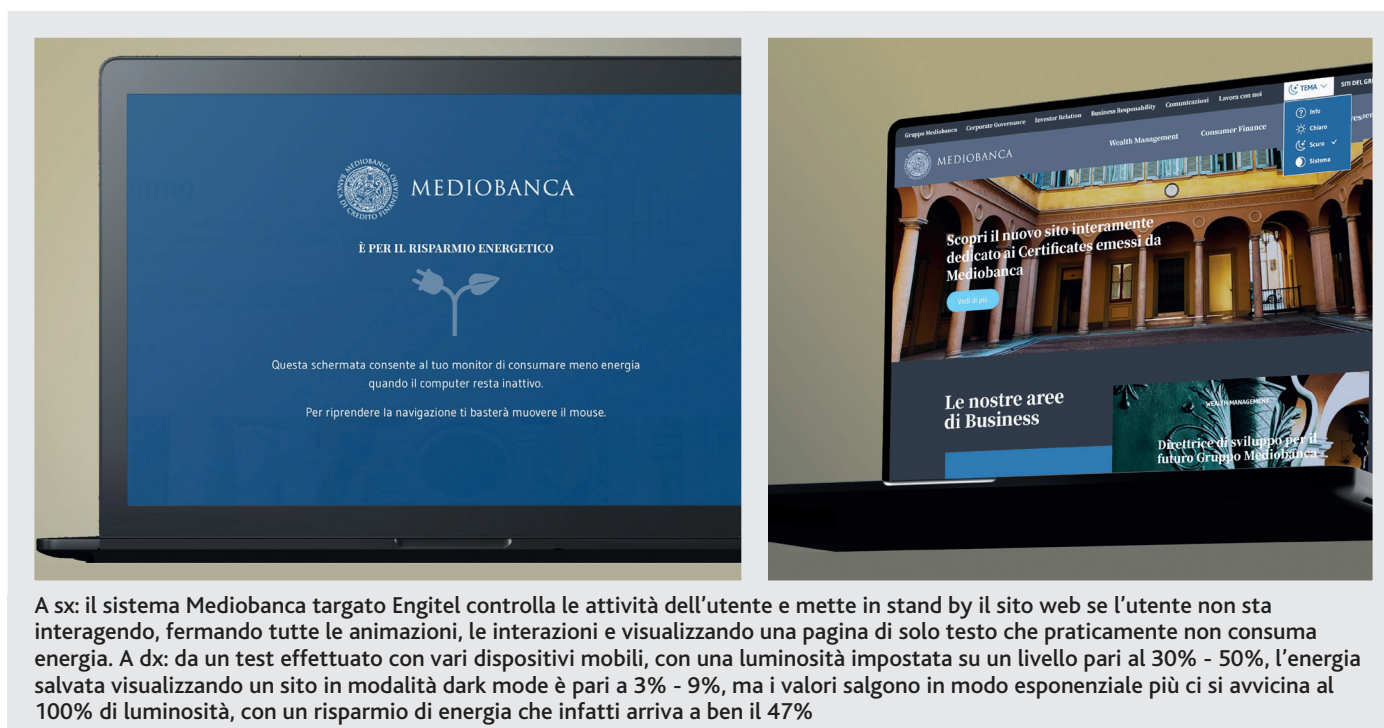 BANCA DI CREDITO FINANZIARIO
MEDIOBANCA
È PER IL RISPARMIO ENERGETICO
Questa schermata consente al tuo monitor di consumare meno energia
quando il computer resta inattivo.
Per riprendere la navigazione ti basterà muovere il mouse.
Gruppo Mediobanca Corporate Governance Investor Relation Business Responsability Comunicazioni Lavora con noi TEMA SITI DEL
Info
Chiaro
Scuro
Sistema
MEDIOBANCA Wealth Management Consumer Finance
Scopri il nuovo sito interamente
dedicato ai Certificates emessi da
Mediobanca
Vedi di più
Le nostre aree
di Business
WEALTH MANAGEMENT
Direttrice di sviluppo per il
futuro Gruppo Mediobanca
A sx: il sistema Mediobanca targato Engitel controlla le attività dell’utente e mette in stand by il sito web se l’utente non sta
interagendo, fermando tutte le animazioni, le interazioni e visualizzando una pagina di solo testo che praticamente non consuma
energia. A dx: da un test effettuato con vari dispositivi mobili, con una luminosità impostata su un livello pari al 30% - 50%, l’energia
salvata visualizzando un sito in modalità dark mode è pari a 3% - 9%, ma i valori salgono in modo esponenziale più ci si avvicina al
100% di luminosità, con un risparmio di energia che infatti arriva a ben il 47%